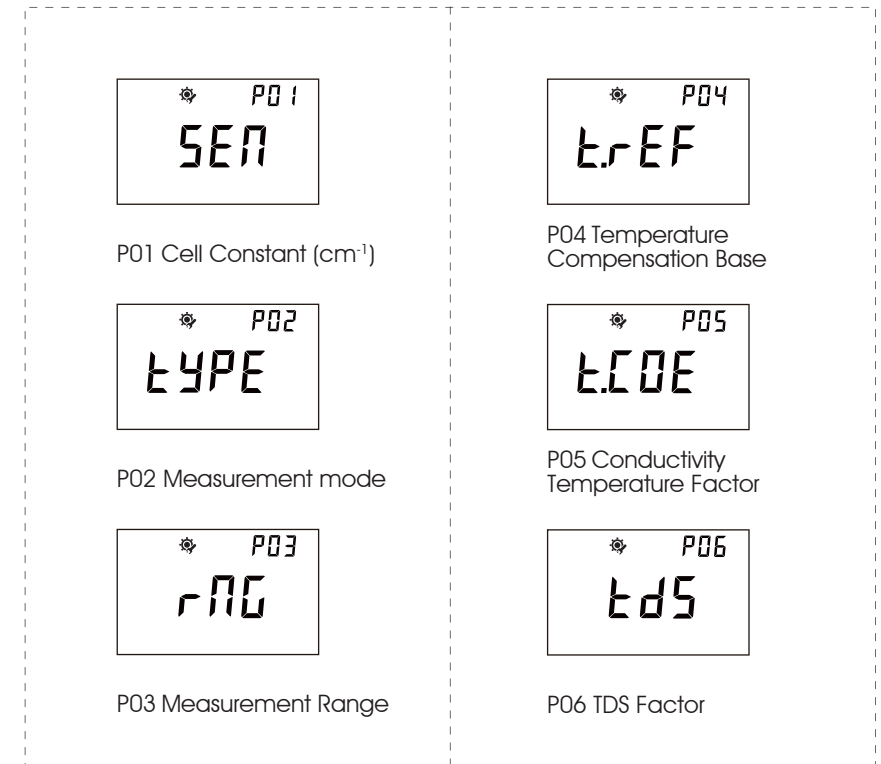 P01
SEN
P01 Cell Constant (cm⁻¹)
P02
tYPE
P02 Measurement mode
P03
rNG
P03 Measurement Range
P04
t.rEF
P04 Temperature
Compensation Base
P05
t.COE
P05 Conductivity
Temperature Factor
P06
tdS
P06 TDS Factor